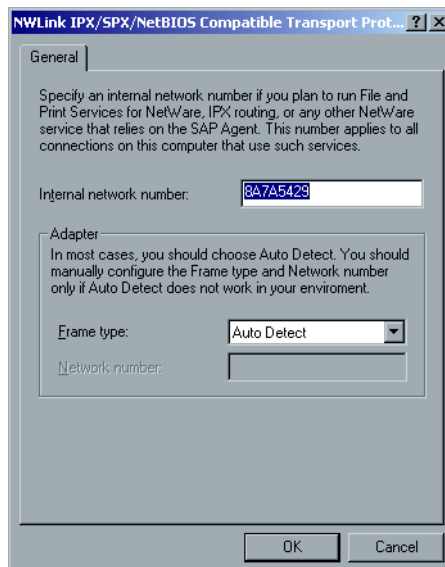 NWLink IPX/SPX/NetBIOS Compatible Transport Prot...
General
Specify an internal network number if you plan to run File and
Print Services for NetWare, IPX routing, or any other NetWare
service that relies on the SAP Agent. This number applies to all
connections on this computer that use such services.
Internal network number: 8A7A5429
Adapter
In most cases, you should choose Auto Detect. You should
manually configure the Frame type and Network number
only if Auto Detect does not work in your enviroment.
Frame type: Auto Detect
Network number:
OK Cancel